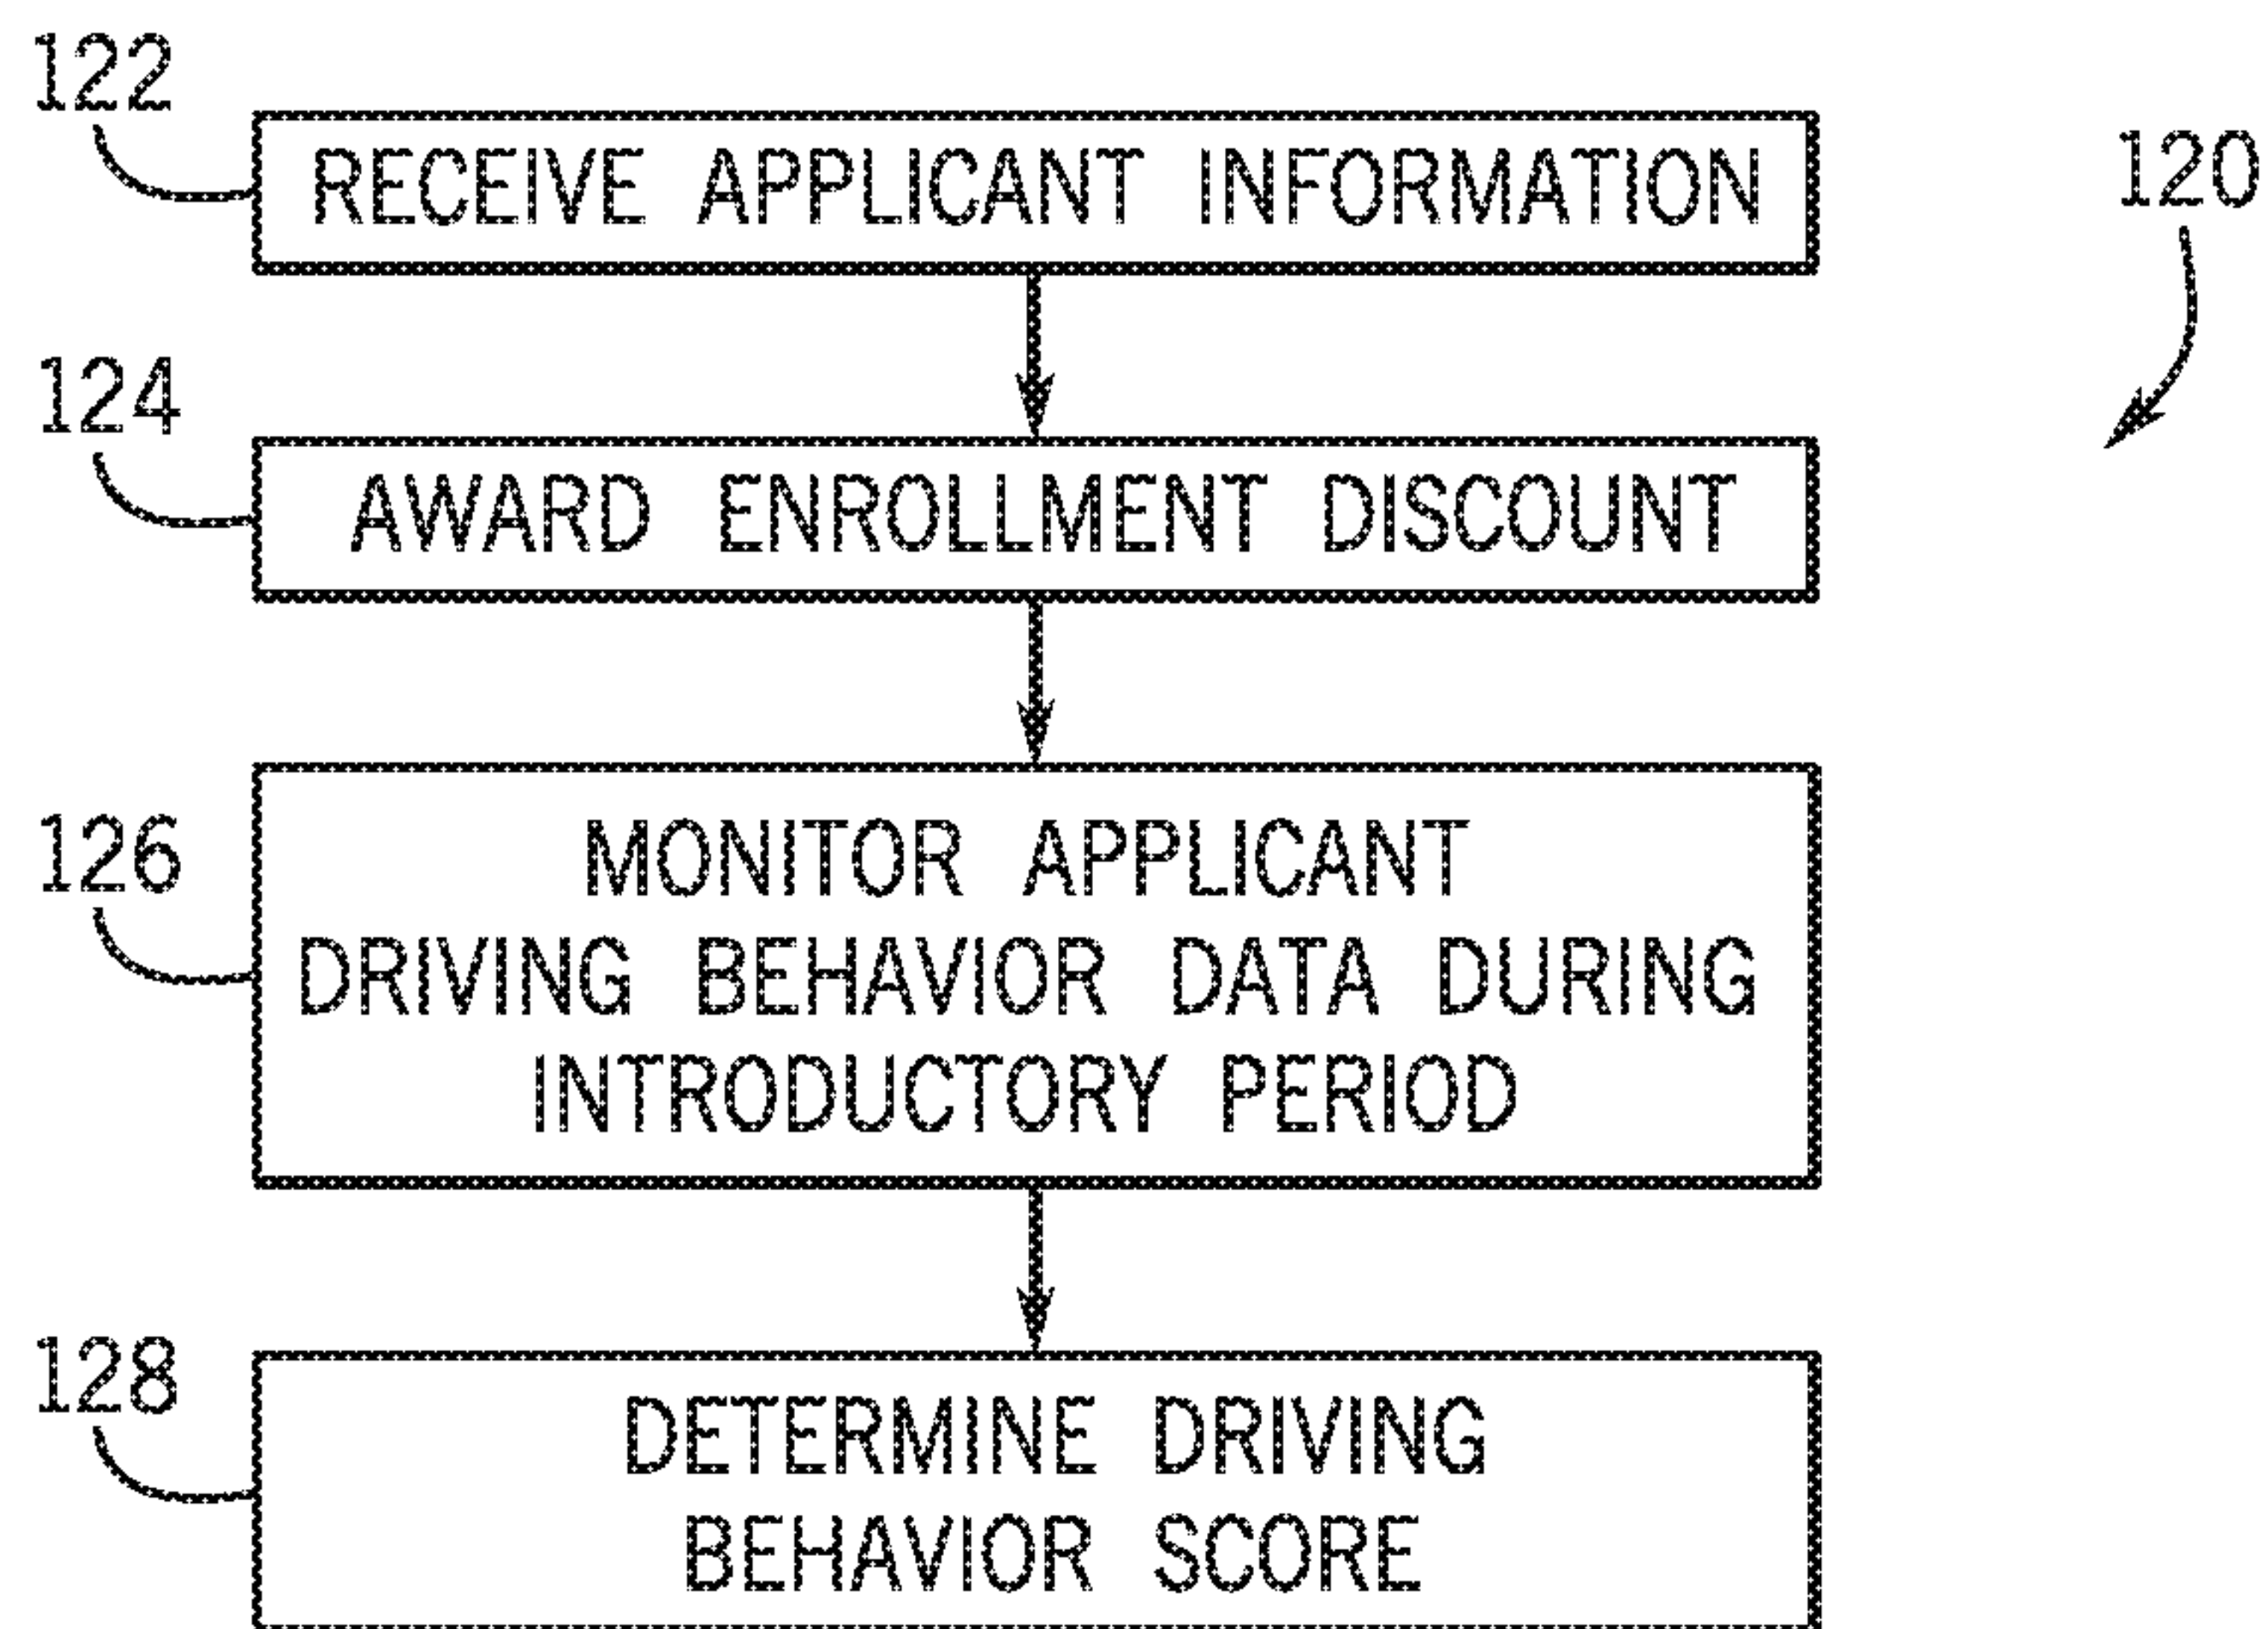 122
RECEIVE APPLICANT INFORMATION
120
124
AWARD ENROLLMENT DISCOUNT
126
MONITOR APPLICANT
DRIVING BEHAVIOR DATA DURING
INTRODUCTORY PERIOD
128
DETERMINE DRIVING
BEHAVIOR SCORE